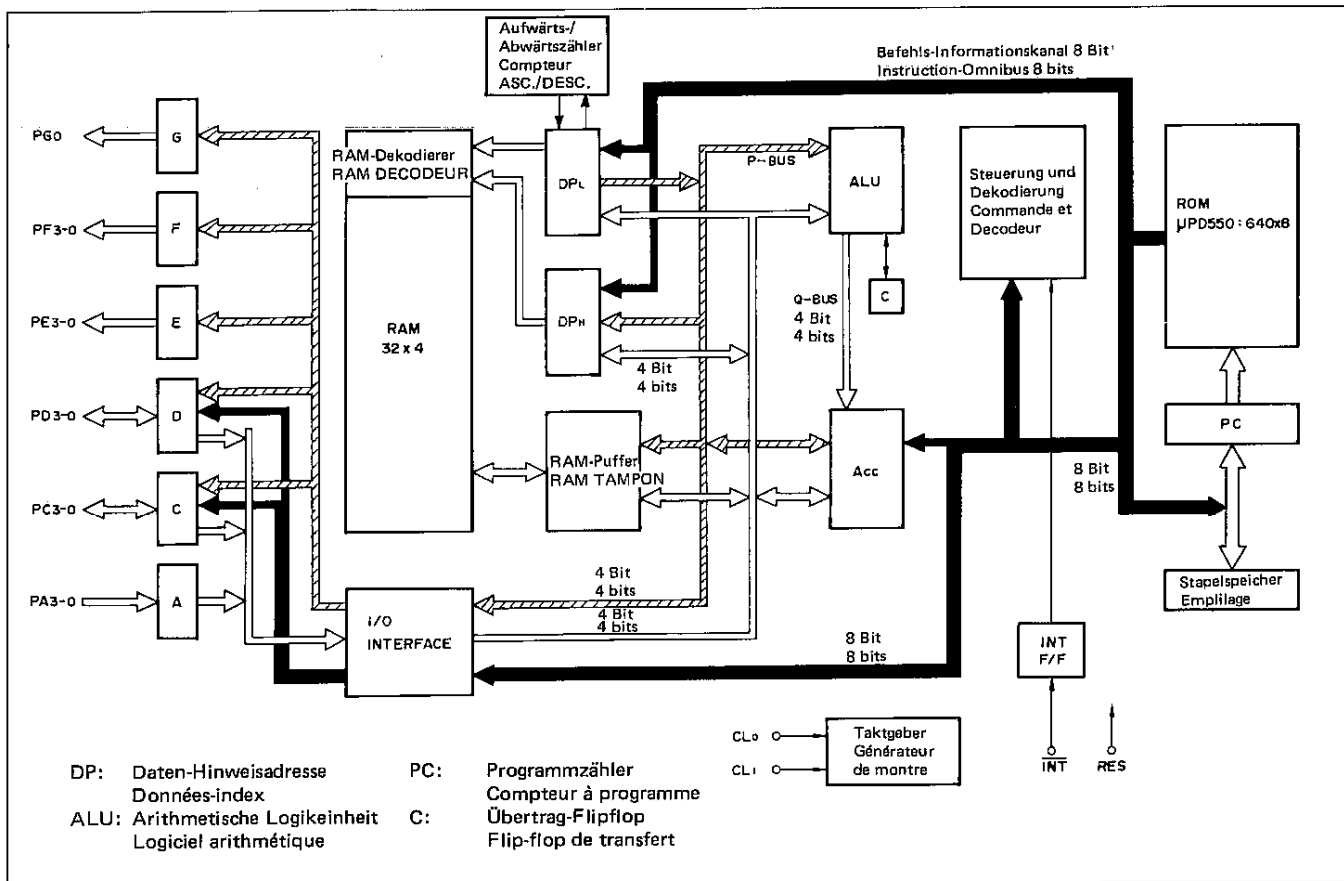 Aufwärts-/
Abwärtszähler
Compteur
ASC./DESC.
Befehls-Informationskanal 8 Bit
Instruction-Omnibus 8 bits
PG0
G
PF3-0
F
PE3-0
E
PD3-0
D
PC3-0
C
PA3-0
A
RAM-Dekodierer
RAM DECODEUR
RAM
32 x 4
DPL
DPH
4 Bit
4 bits
RAM-Puffer
RAM TAMPON
I/O
INTERFACE
4 Bit
4 bits
4 Bit
4 bits
P-BUS
ALU
C
Q-BUS
4 Bit
4 bits
Acc
8 Bit
8 bits
Steuerung und
Dekodierung
Commande et
Decodeur
ROM
µPD550 : 640x8
PC
8 Bit
8 bits
Stapelspeicher
Emplilage
INT
F/F
INT
RES
CL0
CL1
Taktgeber
Générateur
de montre
DP: Daten-Hinweisadresse
Données-index
ALU: Arithmetische Logikeinheit
Logiciel arithmétique
PC: Programmzähler
Compteur à programme
C: Übertrag-Flipflop
Flip-flop de transfert